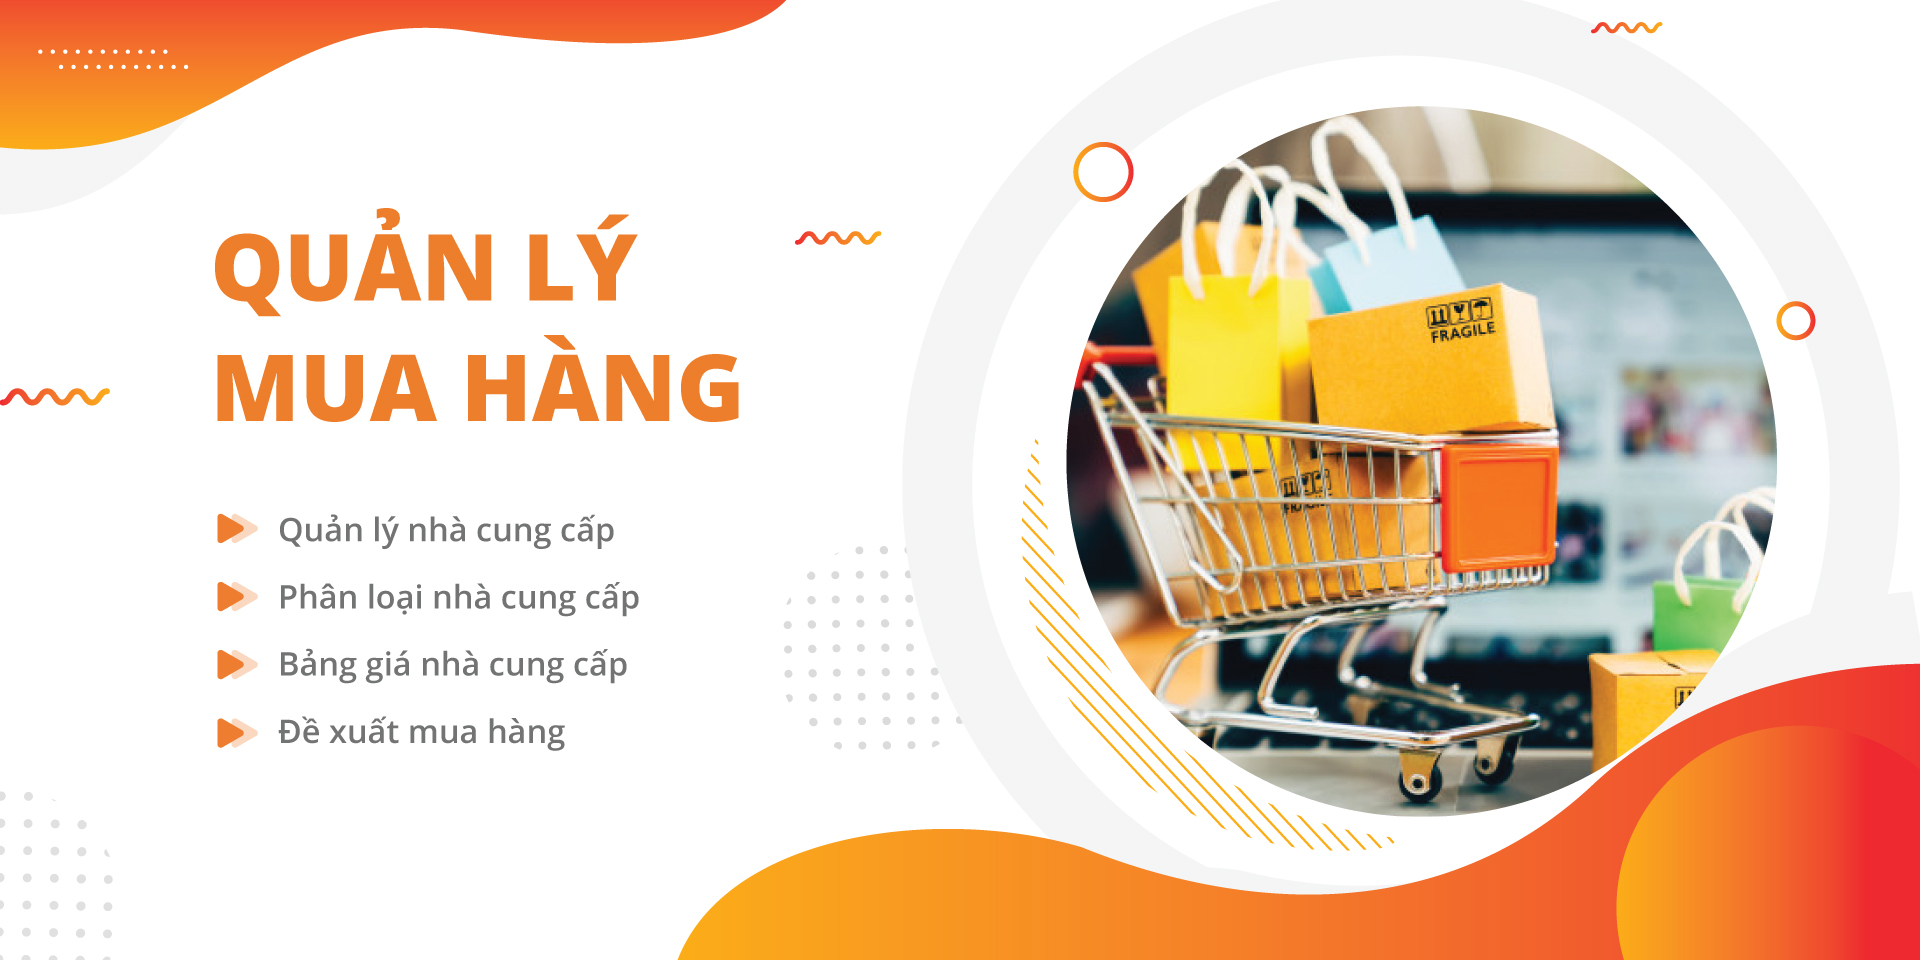 QUẢN LÝ
MUA HÀNG
Quản lý nhà cung cấp
Phân loại nhà cung cấp
Bảng giá nhà cung cấp
Đề xuất mua hàng
FRAGILE
FRAGILE